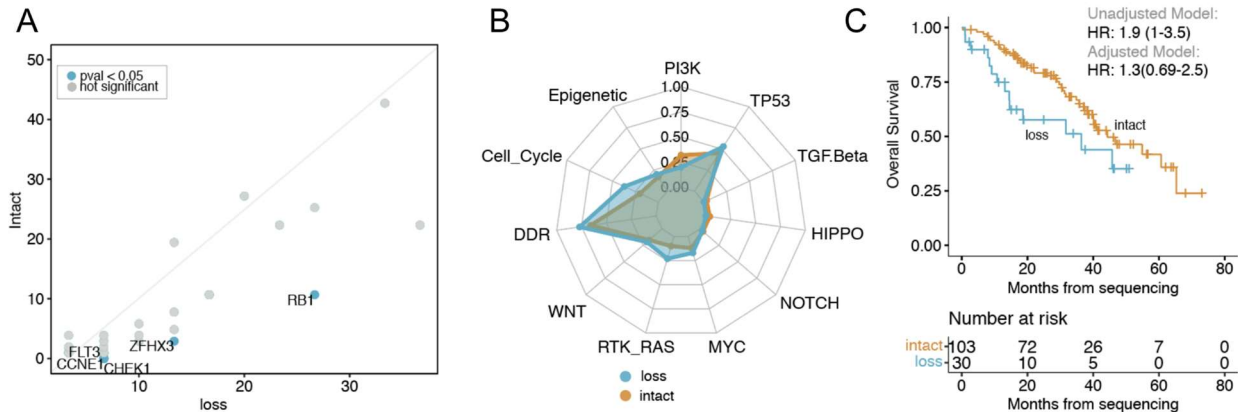 A
50
40
30
20
10
0
Intact
pval < 0.05
not significant
RB1
ZFHX3
FLT3
CCNE1
CHEK1
10
20
30
loss
B
PI3K
1.00
0.75
0.50
0.25
0.00
TP53
TGF.Beta
HIPPO
NOTCH
MYC
RTK_RAS
WNT
DDR
Cell_Cycle
Epigenetic
loss
intact
C
Unadjusted Model:
HR: 1.9 (1-3.5)
Adjusted Model:
HR: 1.3(0.69-2.5)
1.00
0.75
0.50
0.25
0.00
Overall Survival
intact
loss
0 20 40 60 80
Months from sequencing
Number at risk
intact 103 72 26 7 0
loss 30 10 5 0 0
0 20 40 60 80
Months from sequencing